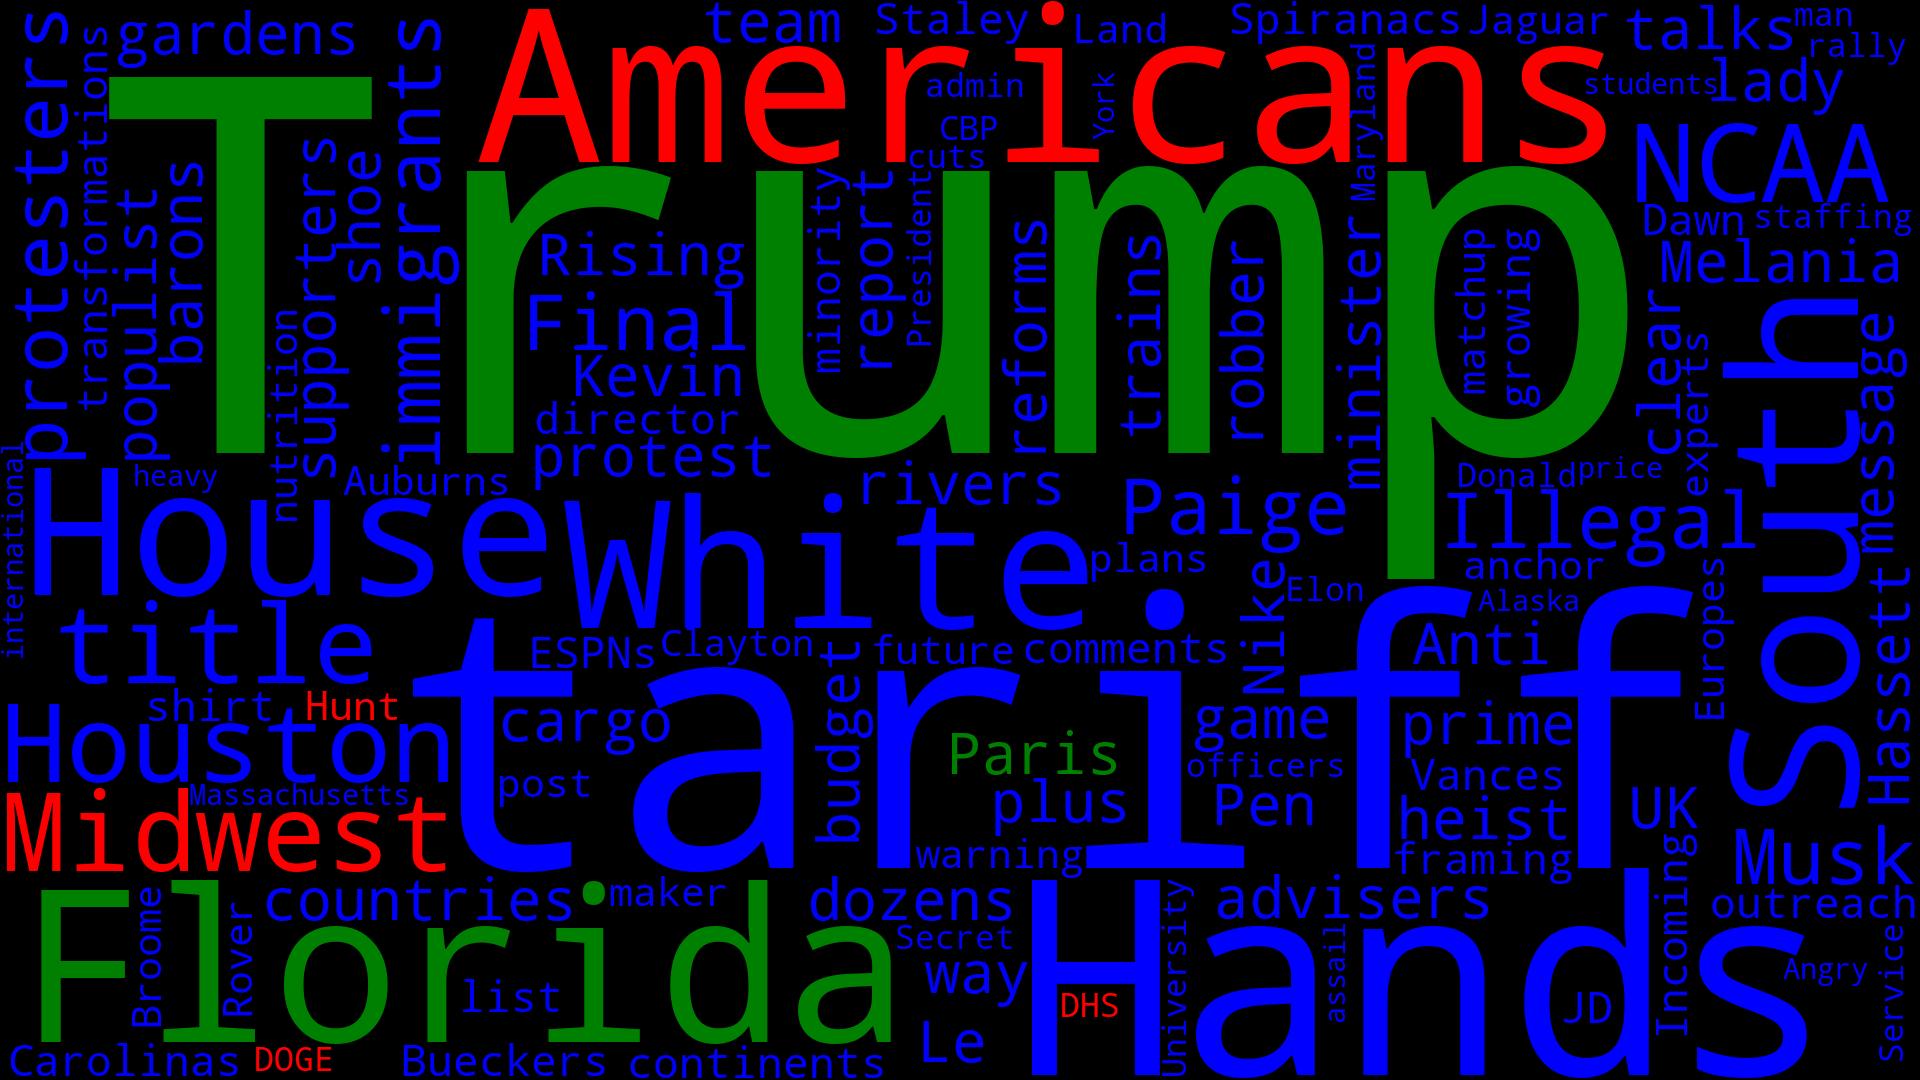 protesters
transformations
gardens
Trump
Americans
team
Staley
Land
Spiranacs
Jaguar
talks
man
rally
admin
York
Maryland
students
lady
CBP
cuts
NCAA
populist
barons
supporters
shoe
immigrants
nutrition
Rising
Final
Kevin
director
protest
minority
report
President
reforms
trains
robber
minister
matchup
growing
Dawn
staffing
Melania
clear
experts
South
message
international
heavy
House
Auburns
White
rivers
Paige
plans
Donald
price
Illegal
anchor
Nike
Elon
Alaska
Europes
Hassett
title
ESPNs
Clayton
future
comments
Anti
tariff
shirt
Hunt
Houston
cargo
post
budget
Paris
plus
game
officers
Pen
prime
Vances
heist
framing
UK
Massachusetts
Midwest
warning
Musk
Incoming
outreach
Florida
countries
maker
dozens
Secret
way
Hands
advisers
University
assail
JD
DHS
Angry
Service
Broome
Rover
list
Le
Carolinas
DOGE
Bueckers
continents